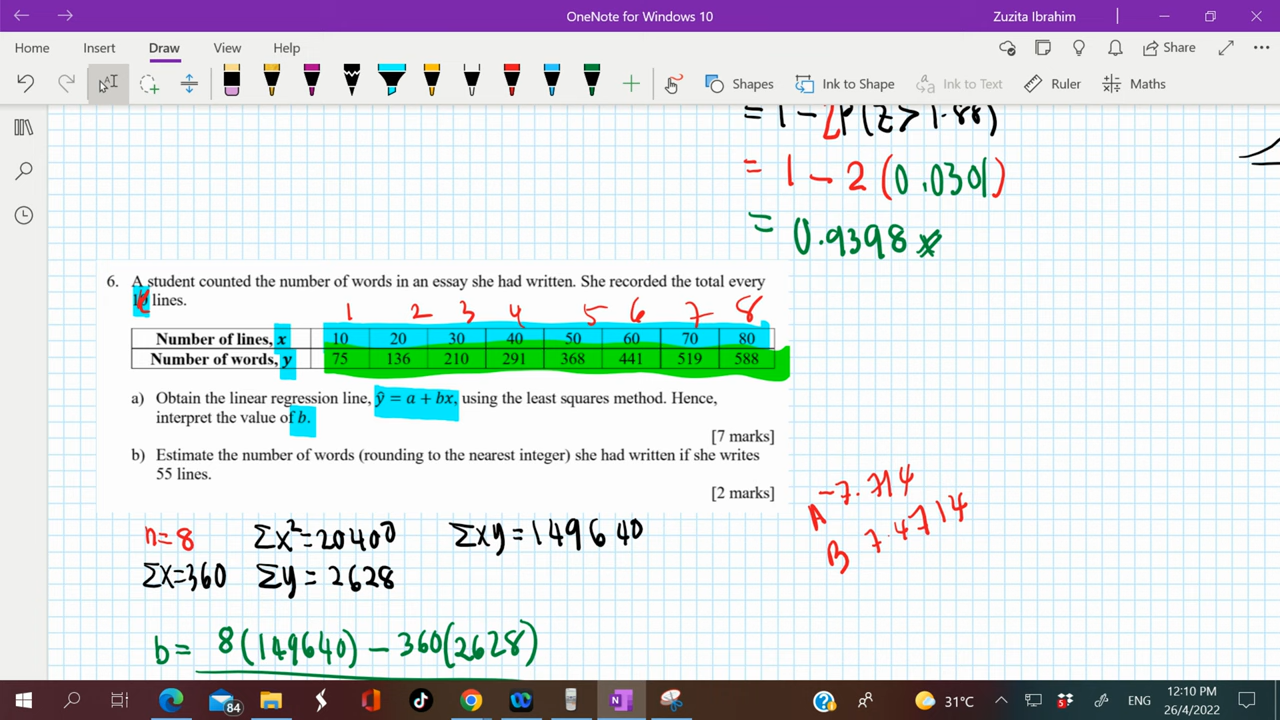 OneNote for Windows 10
Zuzita Ibrahim
Home Insert Draw View Help
Share
Shapes Ink to Shape Ink to Text Ruler Maths
= 1 - 2P(Z > 1.88)
= 1 - 2 (0.0301)
= 0.9398
6. A student counted the number of words in an essay she had written. She recorded the total every
lines.
1 2 3 4 5 6 7 8
Number of lines, x 10 20 30 40 50 60 70 80
Number of words, y 75 136 210 291 368 441 519 588
a) Obtain the linear regression line, ŷ = a + bx, using the least squares method. Hence,
interpret the value of b.
[7 marks]
b) Estimate the number of words (rounding to the nearest integer) she had written if she writes
55 lines.
[2 marks]
A -7.714
B 7.4714
n=8 Σx²=20400 Σxy=149640
Σx=360 Σy=2628
b= 8(149640) - 360(2628)
84
5
31°C
ENG
12:10 PM
26/4/2022